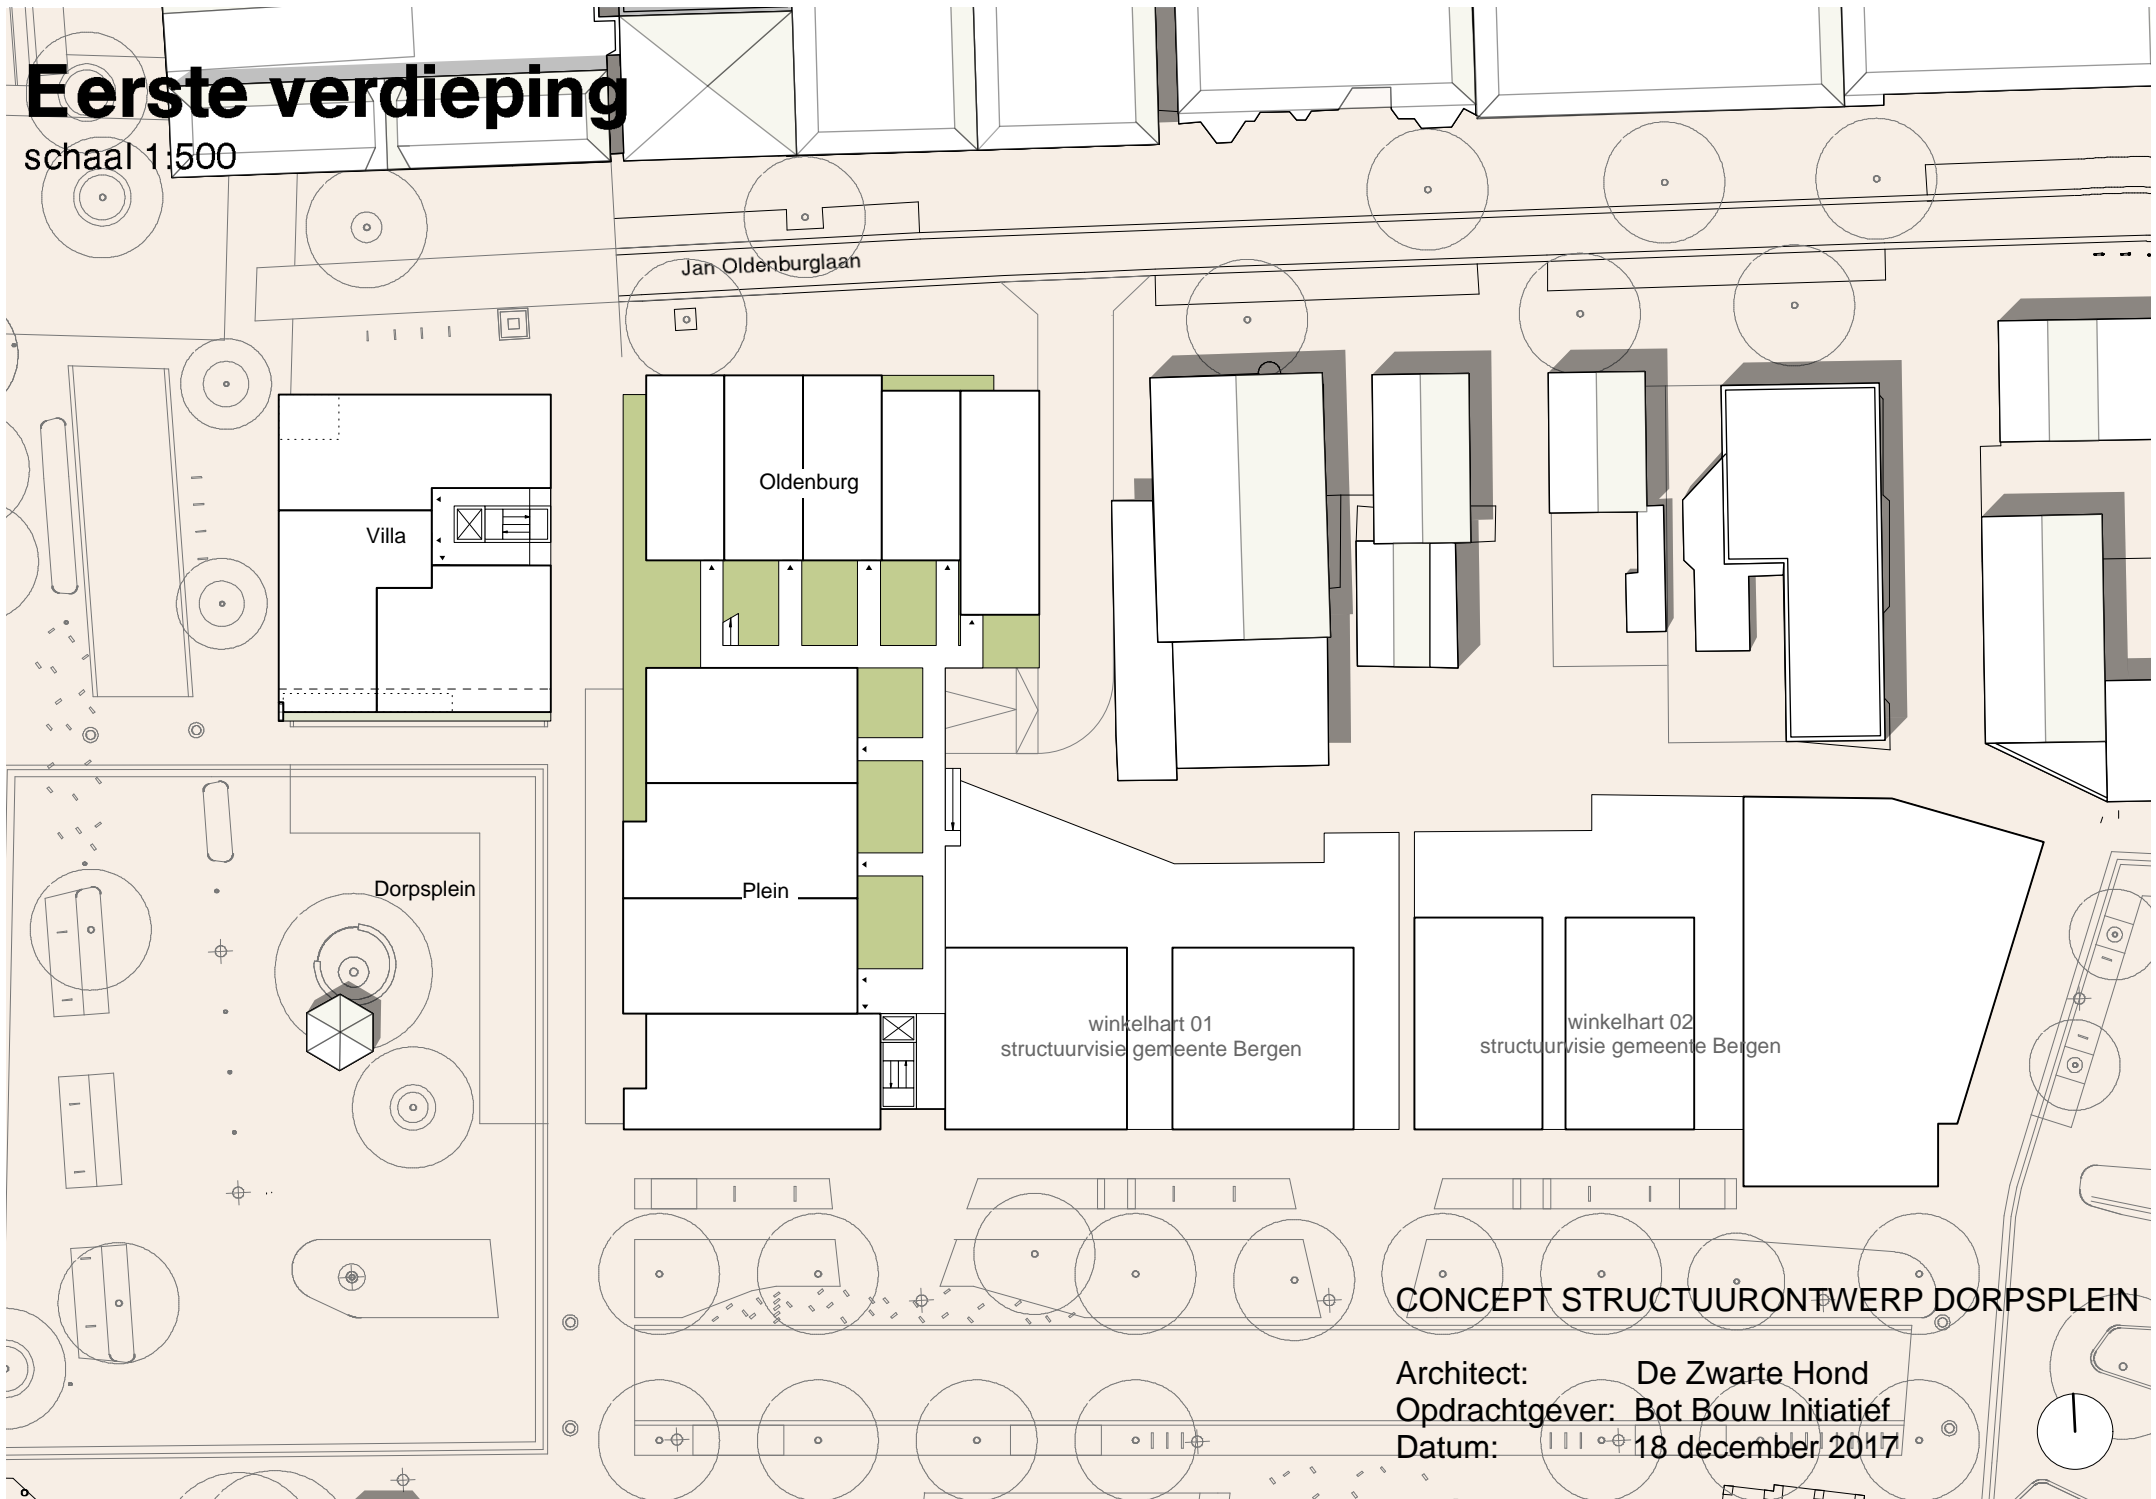 Eerste verdieping
schaal 1:500
Jan Oldenburglaan
Oldenburg
Villa
Dorpsplein
Plein
winkelhart 01
structuurvisie gemeente Bergen
winkelhart 02
structuurvisie gemeente Bergen
CONCEPT STRUCTUURONTWERP DORPSPLEIN
Architect: De Zwarte Hond
Opdrachtgever: Bot Bouw Initiatief
Datum: 18 december 2017